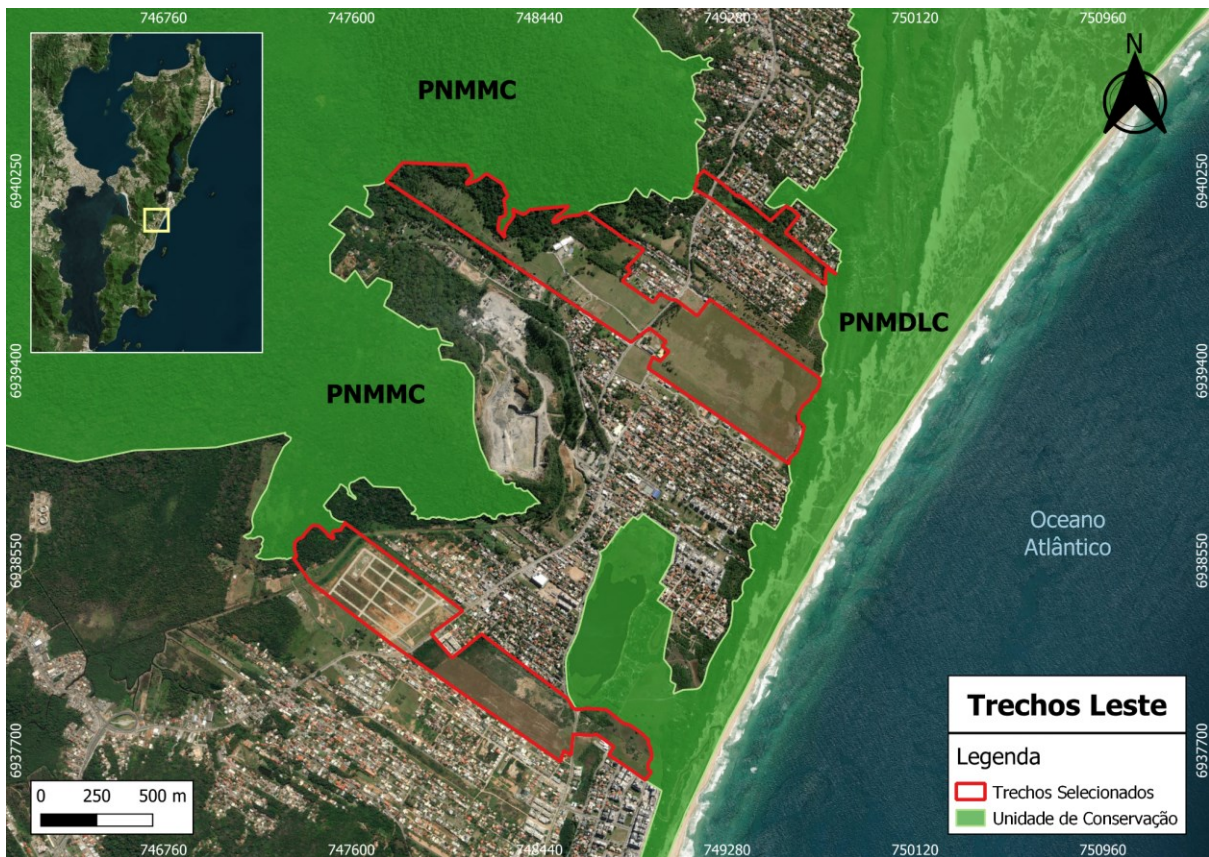 746760 747600 748440 749280 750120 750960
N
PNMMC
6940250 6940250
PNMDLC
6939400 6939400
PNMMC
Oceano
Atlântico
6938550 6938550
Trechos Leste
Legenda
Trechos Selecionados
Unidade de Conservação
6937700 6937700
0 250 500 m
746760 747600 748440 749280 750120 750960